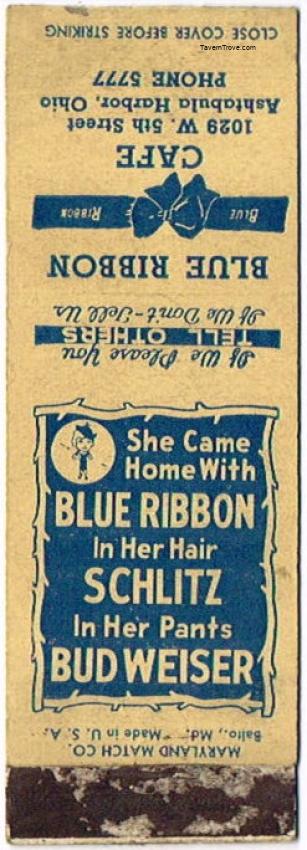 CLOSE COVER BEFORE STRIKING
TavernTrove.com
BLUE RIBBON
BLUE RIBBON
CAFE
1029 W. 5th Street
Ashtabula Harbor, Ohio
PHONE 5777
If We Please You
TELL OTHERS
If We Don't-Tell Us
She Came
Home With
BLUE RIBBON
In Her Hair
SCHLITZ
In Her Pants
BUDWEISER
MARYLAND MATCH CO.
Balto., Md. Made in U. S. A.